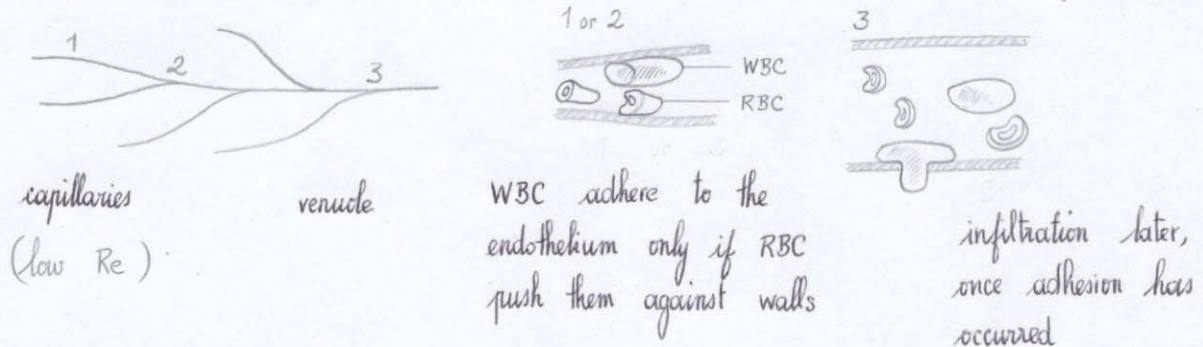 1
2
3
capillaries
venucle
(low Re)
1 or 2
WBC
RBC
WBC adhere to the
endothelium only if RBC
push them against walls
3
infiltration later,
once adhesion has
occurred